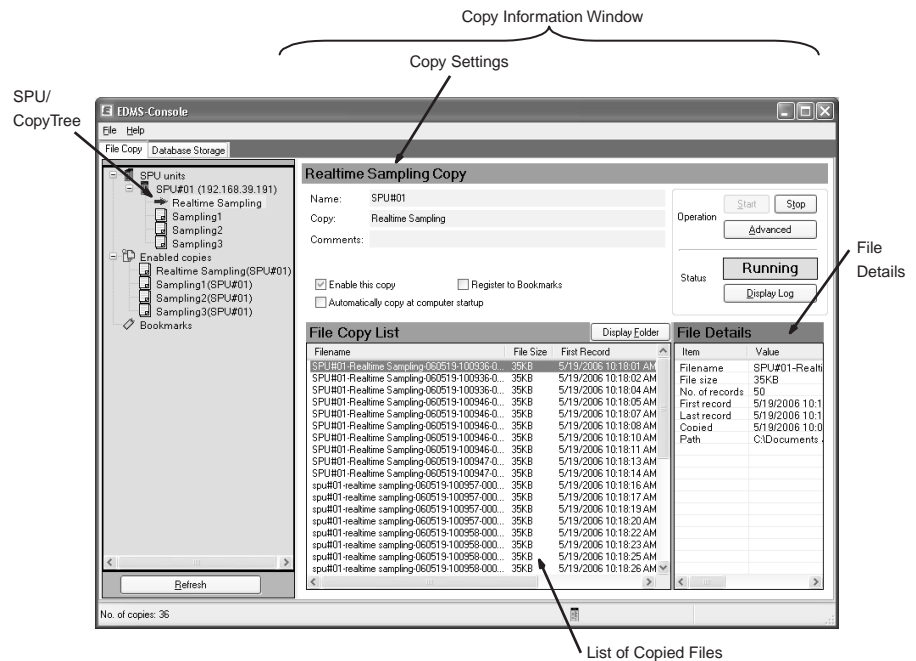 Copy Information Window
Copy Settings
SPU/
CopyTree
EDMS-Console
File Help
File Copy Database Storage
SPU units
SPU#01 (192.168.39.191)
Realtime Sampling
Sampling1
Sampling2
Sampling3
Enabled copies
Realtime Sampling(SPU#01)
Sampling1(SPU#01)
Sampling2(SPU#01)
Sampling3(SPU#01)
Bookmarks
Refresh
No. of copies: 36
Realtime Sampling Copy
Name: SPU#01
Copy: Realtime Sampling
Comments:
Enable this copy Register to Bookmarks
Automatically copy at computer startup
Operation Start Stop
Advanced
Status Running
Display Log
File Copy List Display Folder
Filename File Size First Record
SPU#01-Realtime Sampling-060519-100936-0... 35KB 5/19/2006 10:18:01 AM
SPU#01-Realtime Sampling-060519-100936-0... 35KB 5/19/2006 10:18:02 AM
SPU#01-Realtime Sampling-060519-100936-0... 35KB 5/19/2006 10:18:04 AM
SPU#01-Realtime Sampling-060519-100946-0... 35KB 5/19/2006 10:18:05 AM
SPU#01-Realtime Sampling-060519-100946-0... 35KB 5/19/2006 10:18:07 AM
SPU#01-Realtime Sampling-060519-100946-0... 35KB 5/19/2006 10:18:08 AM
SPU#01-Realtime Sampling-060519-100946-0... 35KB 5/19/2006 10:18:10 AM
SPU#01-Realtime Sampling-060519-100946-0... 35KB 5/19/2006 10:18:11 AM
SPU#01-Realtime Sampling-060519-100947-0... 35KB 5/19/2006 10:18:13 AM
SPU#01-Realtime Sampling-060519-100947-0... 35KB 5/19/2006 10:18:14 AM
spu#01-realtime sampling-060519-100957-000... 35KB 5/19/2006 10:18:16 AM
spu#01-realtime sampling-060519-100957-000... 35KB 5/19/2006 10:18:17 AM
spu#01-realtime sampling-060519-100957-000... 35KB 5/19/2006 10:18:19 AM
spu#01-realtime sampling-060519-100957-000... 35KB 5/19/2006 10:18:20 AM
spu#01-realtime sampling-060519-100958-000... 35KB 5/19/2006 10:18:22 AM
spu#01-realtime sampling-060519-100958-000... 35KB 5/19/2006 10:18:23 AM
spu#01-realtime sampling-060519-100958-000... 35KB 5/19/2006 10:18:25 AM
spu#01-realtime sampling-060519-100958-000... 35KB 5/19/2006 10:18:26 AM
File Details
Item Value
Filename SPU#01-Realti
File size 35KB
No. of records 50
First record 5/19/2006 10:1
Last record 5/19/2006 10:1
Copied 5/19/2006 10:0
Path C:\Documents
File
Details
List of Copied Files